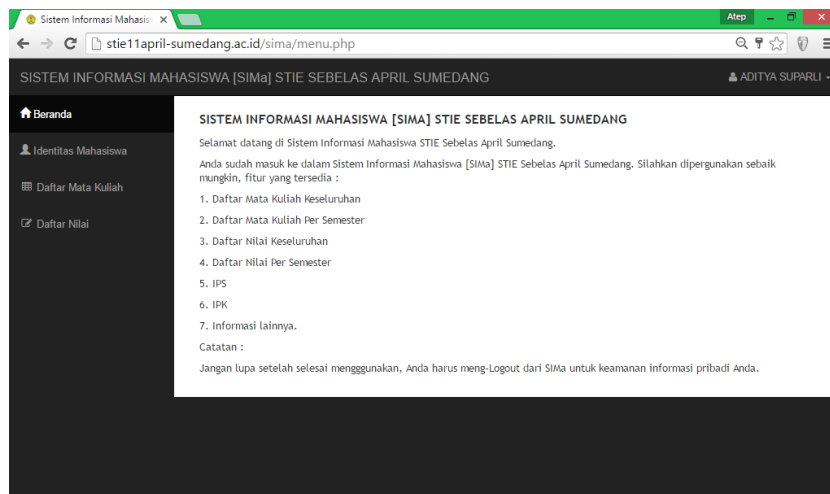 Sistem Informasi Mahasis
Atep
stie11april-sumedang.ac.id/sima/menu.php
SISTEM INFORMASI MAHASISWA [SIMa] STIE SEBELAS APRIL SUMEDANG
ADITYA SUPARLI
Beranda
Identitas Mahasiswa
Daftar Mata Kuliah
Daftar Nilai
SISTEM INFORMASI MAHASISWA [SIMA] STIE SEBELAS APRIL SUMEDANG
Selamat datang di Sistem Informasi Mahasiswa STIE Sebelas April Sumedang.
Anda sudah masuk ke dalam Sistem Informasi Mahasiswa [SIMa] STIE Sebelas April Sumedang. Silahkan dipergunakan sebaik
mungkin, fitur yang tersedia :
1. Daftar Mata Kuliah Keseluruhan
2. Daftar Mata Kuliah Per Semester
3. Daftar Nilai Keseluruhan
4. Daftar Nilai Per Semester
5. IPS
6. IPK
7. Informasi lainnya.
Catatan :
Jangan lupa setelah selesai mengggunakan, Anda harus meng-Logout dari SIMa untuk keamanan informasi pribadi Anda.